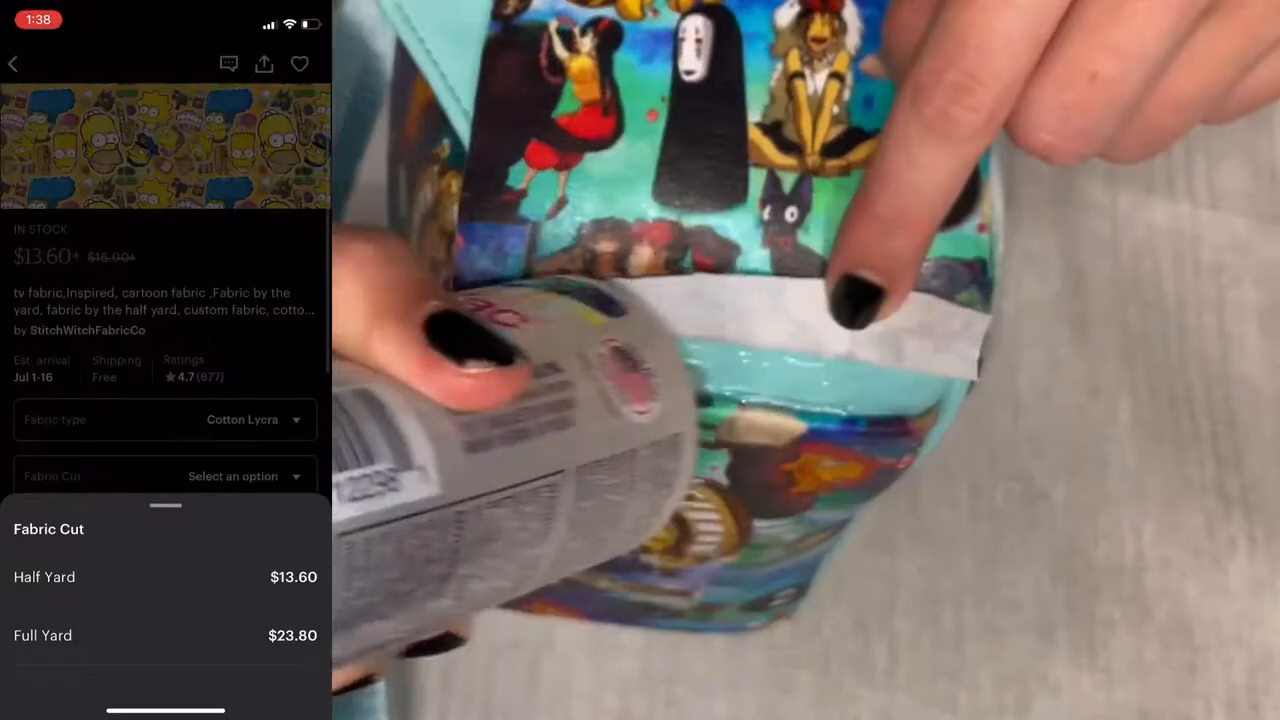 1:38
IN STOCK
$13.60+ $16.00+
tv fabric,Inspired, cartoon fabric ,Fabric by the
yard, fabric by the half yard, custom fabric, cotto...
by StitchWitchFabricCo
Est. arrival Shipping Ratings
Jul 1-16 Free ★4.7 (877)
Fabric type Cotton Lycra
Fabric Cut Select an option
Fabric Cut
Half Yard $13.60
Full Yard $23.80